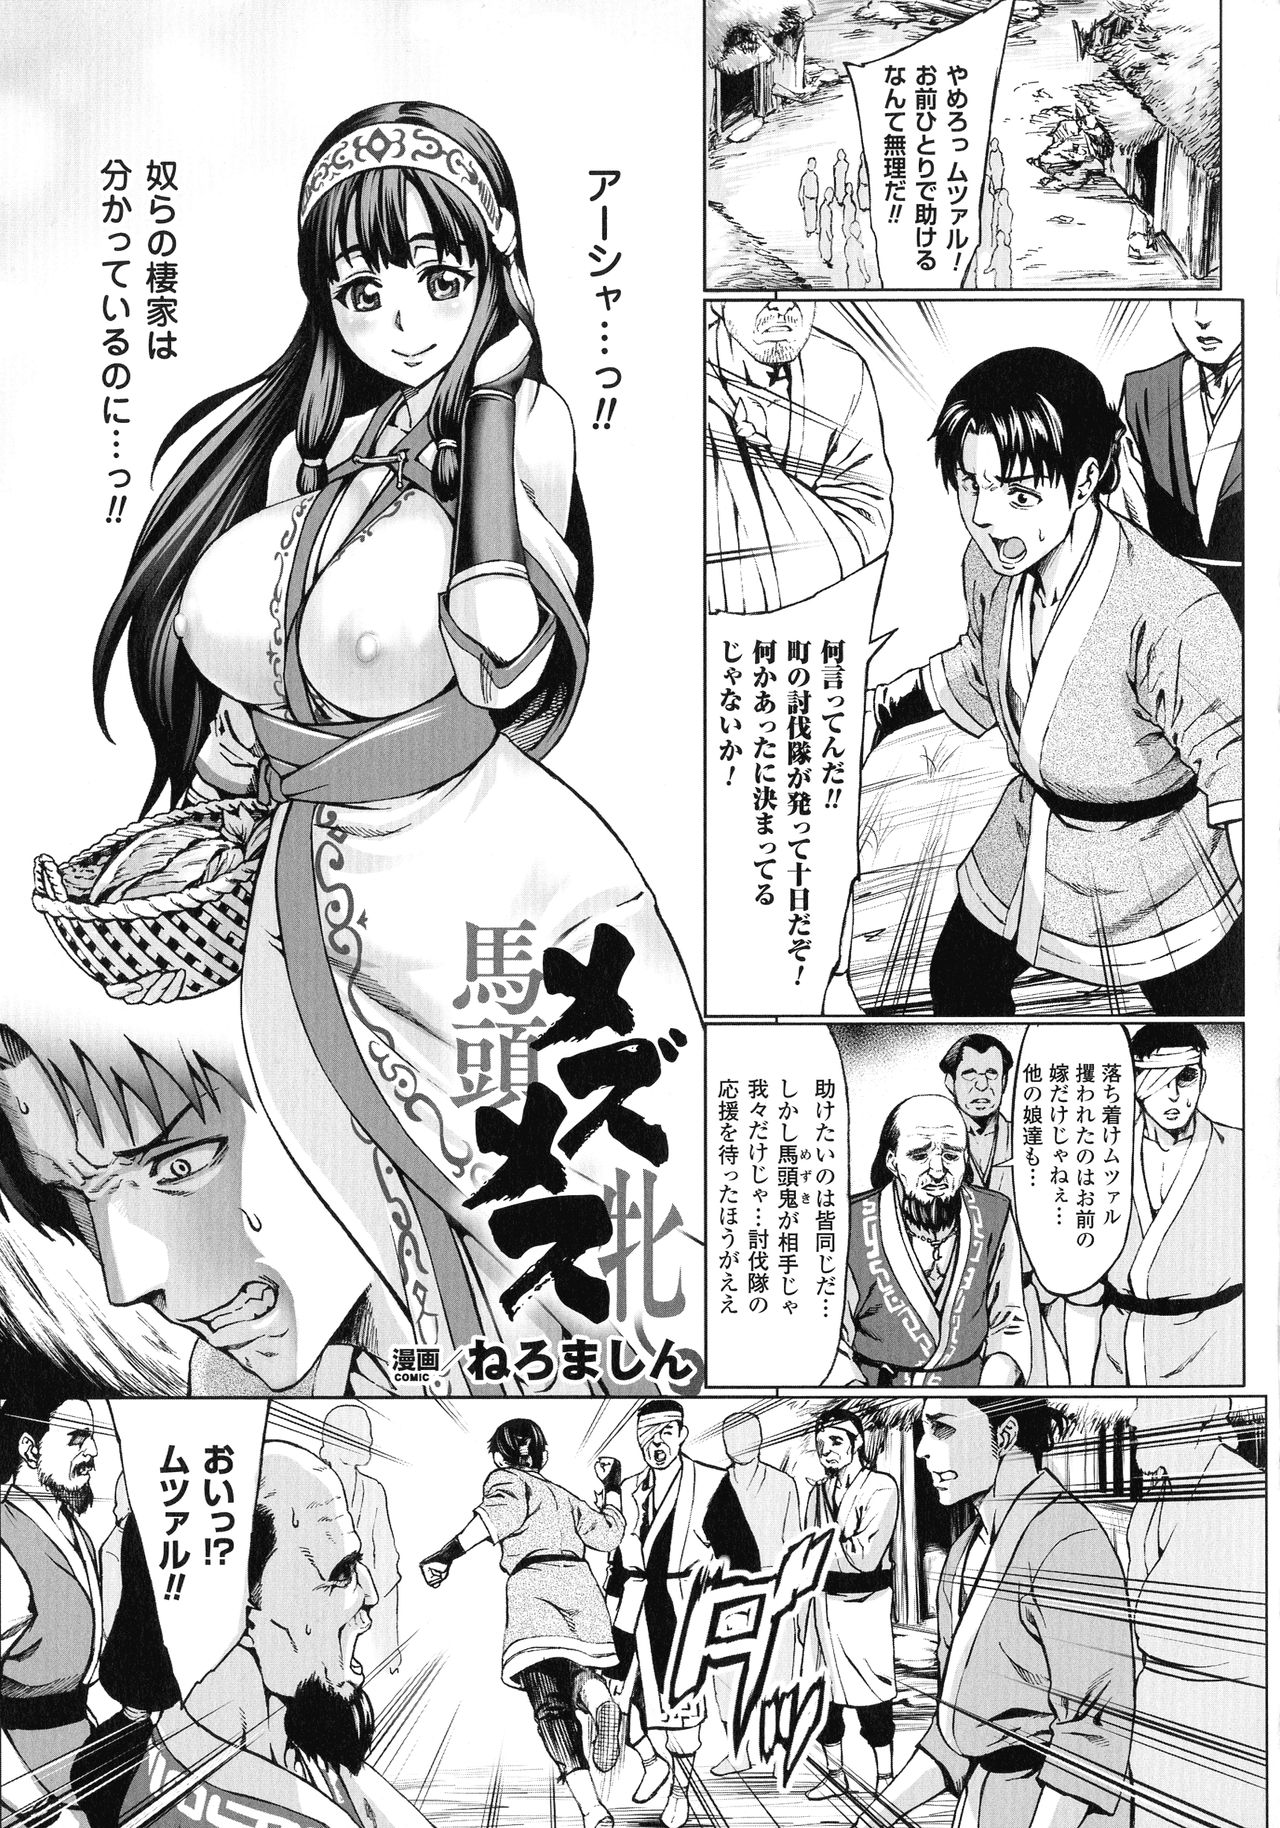 やめろっ ムツァル！
お前ひとりで助ける
なんて無理だ!!
何言ってんだ!!
町の討伐隊が発って十日だぞ！
何かあったに決まってる
じゃないか！
落ち着けムツァル
攫われたのはお前の
嫁だけじゃねぇ…
他の娘達も…
助けたいのは皆同じだ…
しかし馬頭鬼が相手じゃ
めずき
我々だけじゃ…討伐隊の
応援を待ったほうがええ
アーシャ…っ!!
奴らの棲家は
分かっているのに…っ!!
馬頭
メズ
メス
牝
漫画
COMIC
ねろましん
ダッ
おいっ!?
ムツァル!!